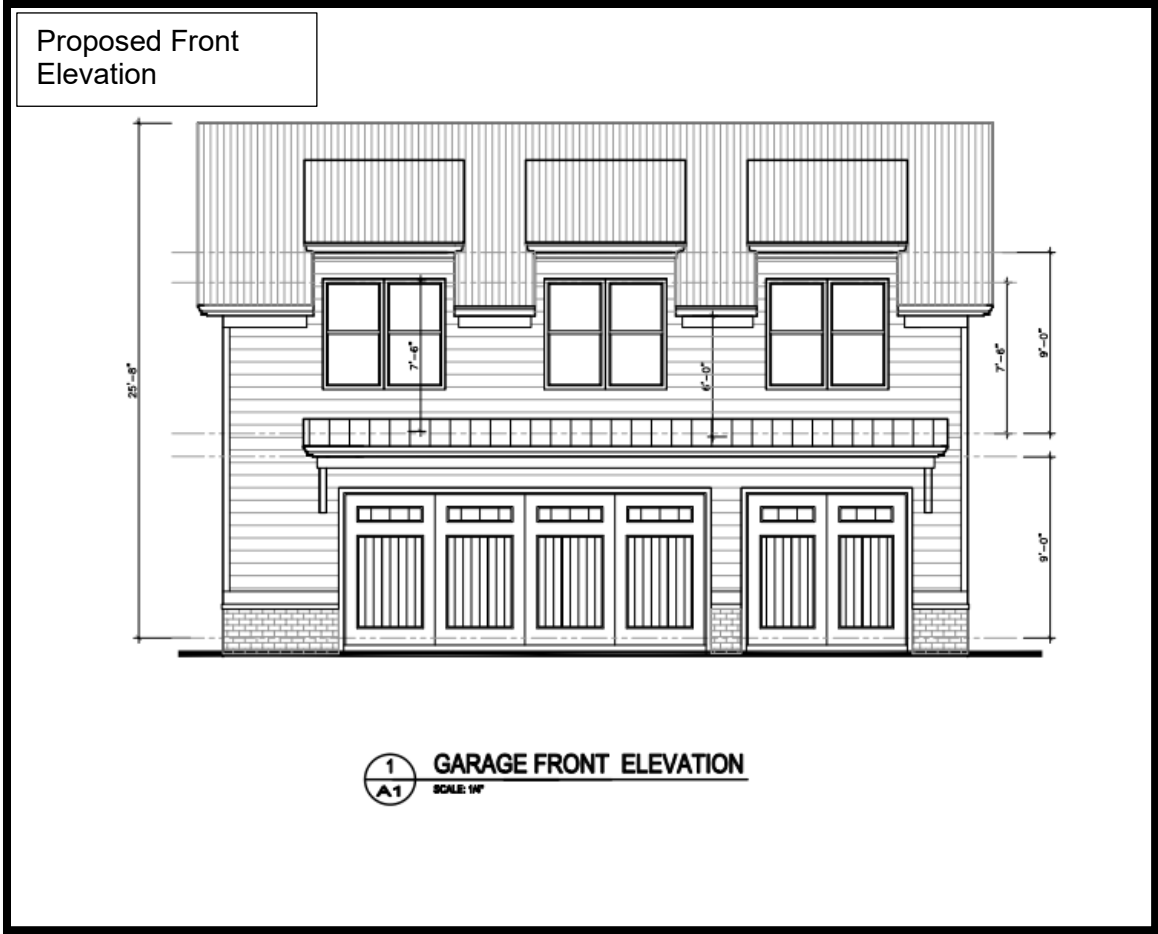 Proposed Front
Elevation
25'-8"
7'-6"
6'-0"
7'-6"
9'-0"
9'-0"
1
A1
GARAGE FRONT ELEVATION
SCALE: 1/4"